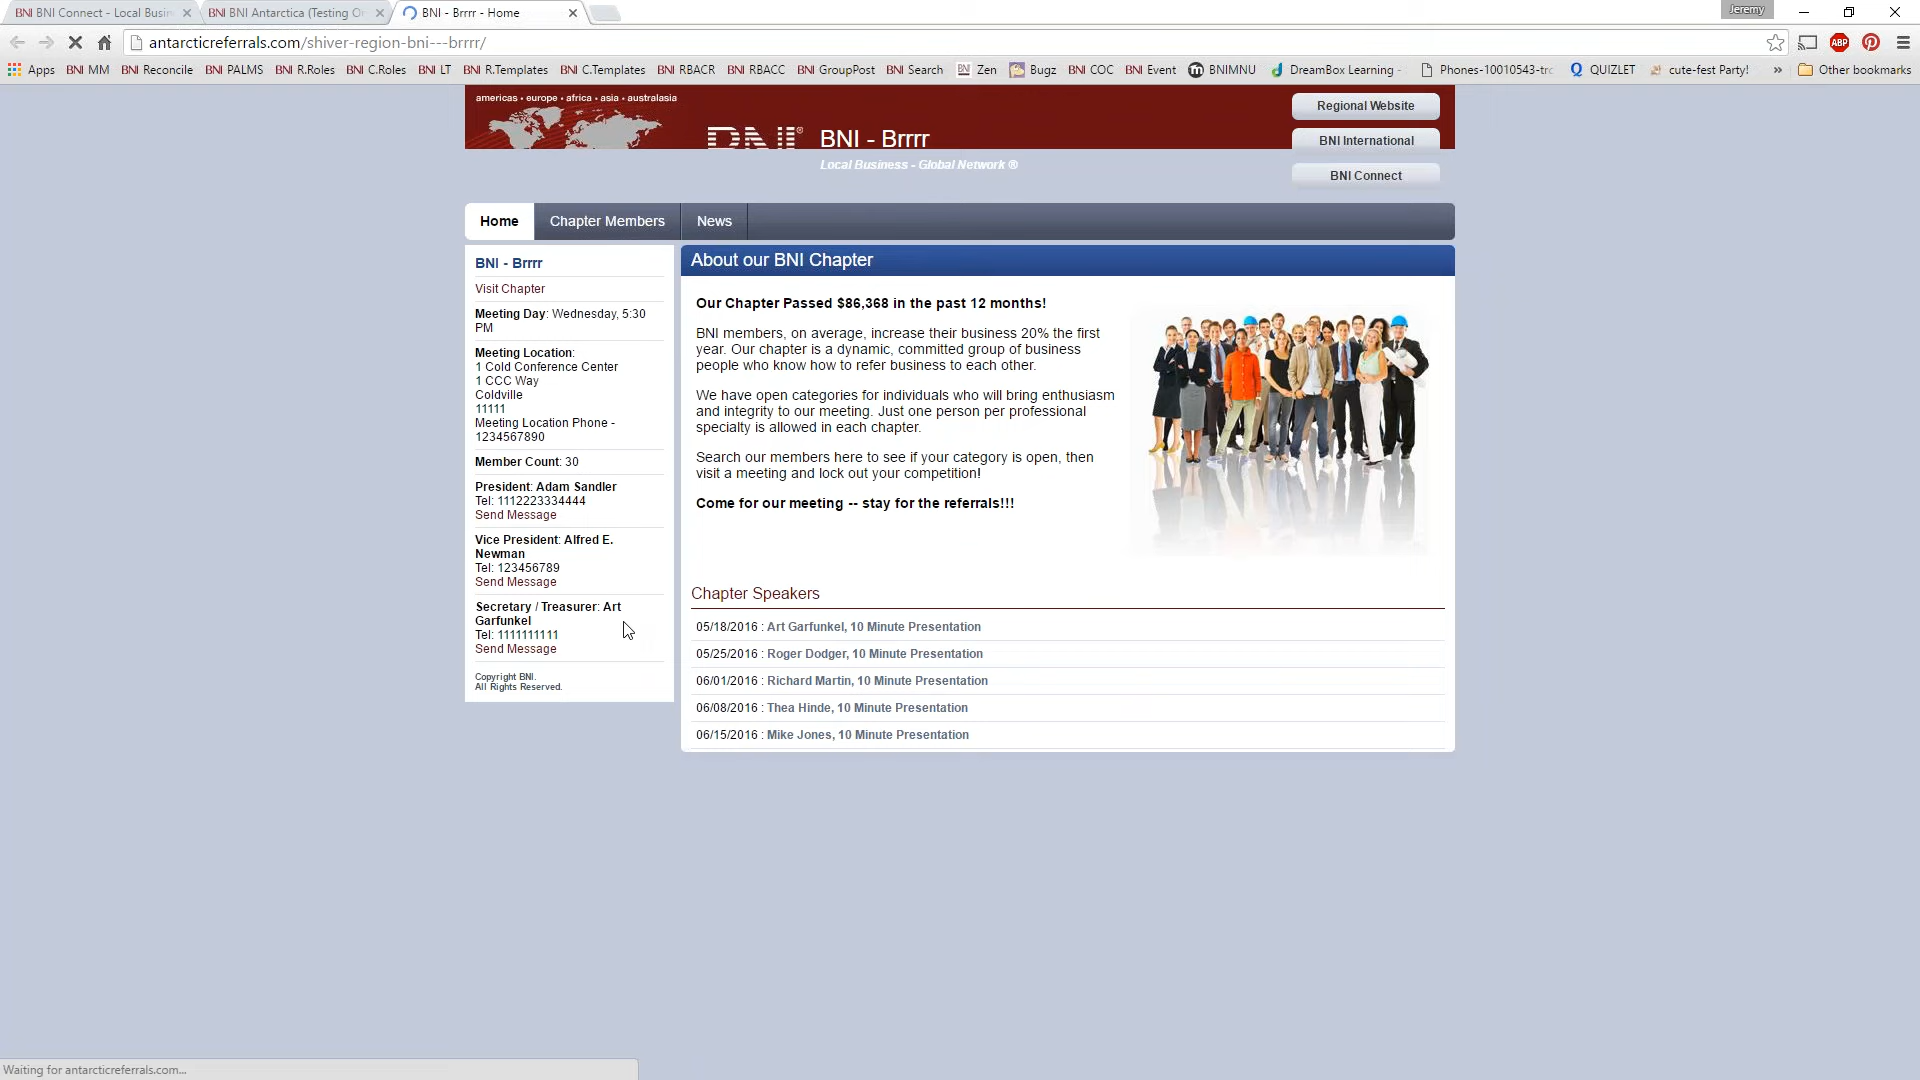 BNI BNI Connect - Local Busin
BNI BNI Antarctica (Testing O
BNI - Brrrr - Home
Jeremy
antarcticreferrals.com/shiver-region-bni---brrrr/
ABP
Apps BNI MM BNI Reconcile BNI PALMS BNI R.Roles BNI C.Roles BNI LT BNI R.Templates BNI C.Templates BNI RBACR BNI RBACC BNI GroupPost BNI Search BNI Zen Bugz BNI COC BNI Event m BNIMNU DreamBox Learning - Phones-10010543-trc Q QUIZLET cute-fest Party! » Other bookmarks
americas • europe • africa • asia • australasia
BNI®
BNI - Brrrr
Local Business - Global Network ®
Regional Website
BNI International
BNI Connect
Home
Chapter Members
News
BNI - Brrrr
Visit Chapter
Meeting Day: Wednesday, 5:30
PM
Meeting Location:
1 Cold Conference Center
1 CCC Way
Coldville
11111
Meeting Location Phone -
1234567890
Member Count: 30
President: Adam Sandler
Tel: 1112223334444
Send Message
Vice President: Alfred E.
Newman
Tel: 123456789
Send Message
Secretary / Treasurer: Art
Garfunkel
Tel: 1111111111
Send Message
Copyright BNI.
All Rights Reserved.
About our BNI Chapter
Our Chapter Passed $86,368 in the past 12 months!
BNI members, on average, increase their business 20% the first
year. Our chapter is a dynamic, committed group of business
people who know how to refer business to each other.
We have open categories for individuals who will bring enthusiasm
and integrity to our meeting. Just one person per professional
specialty is allowed in each chapter.
Search our members here to see if your category is open, then
visit a meeting and lock out your competition!
Come for our meeting -- stay for the referrals!!!
Chapter Speakers
05/18/2016 : Art Garfunkel, 10 Minute Presentation
05/25/2016 : Roger Dodger, 10 Minute Presentation
06/01/2016 : Richard Martin, 10 Minute Presentation
06/08/2016 : Thea Hinde, 10 Minute Presentation
06/15/2016 : Mike Jones, 10 Minute Presentation
Waiting for antarcticreferrals.com...